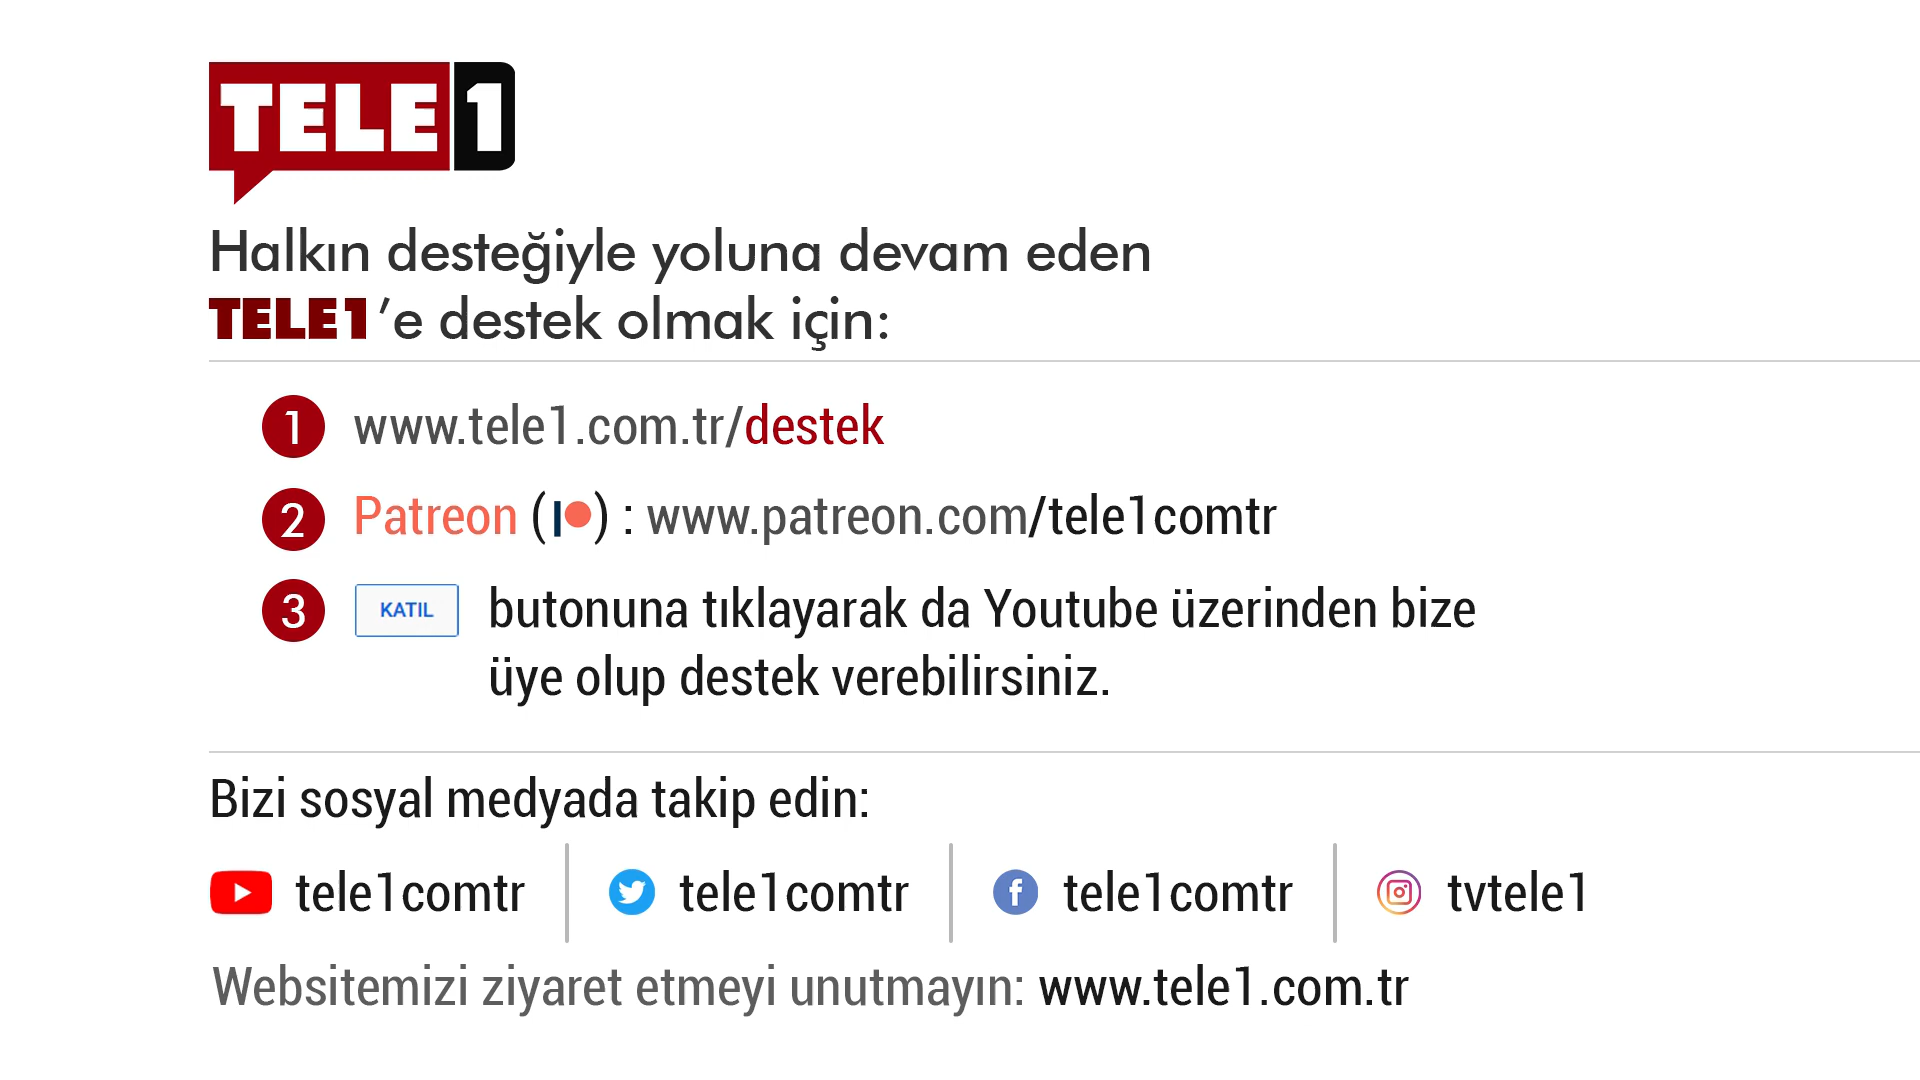 TELE1
Halkın desteğiyle yoluna devam eden
TELE1'e destek olmak için:
1 www.tele1.com.tr/destek
2 Patreon ( ) : www.patreon.com/tele1comtr
3 KATIL butonuna tıklayarak da Youtube üzerinden bize
üye olup destek verebilirsiniz.
Bizi sosyal medyada takip edin:
tele1comtr tele1comtr tele1comtr tvtele1
Websitemizi ziyaret etmeyi unutmayın: www.tele1.com.tr